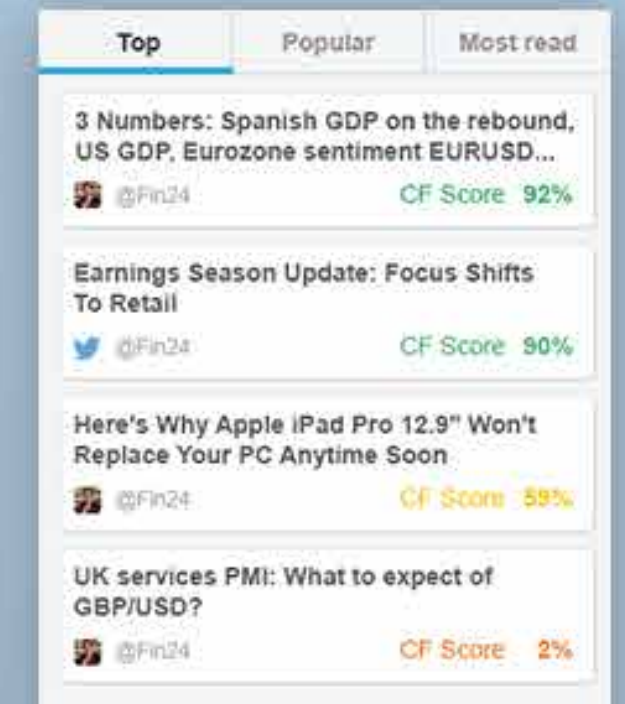 Top Popular Most read
3 Numbers: Spanish GDP on the rebound,
US GDP, Eurozone sentiment EURUSD...
@Fin24 CF Score 92%
Earnings Season Update: Focus Shifts
To Retail
@Fin24 CF Score 90%
Here's Why Apple iPad Pro 12.9" Won't
Replace Your PC Anytime Soon
@Fin24 CF Score 59%
UK services PMI: What to expect of
GBP/USD?
@Fin24 CF Score 2%